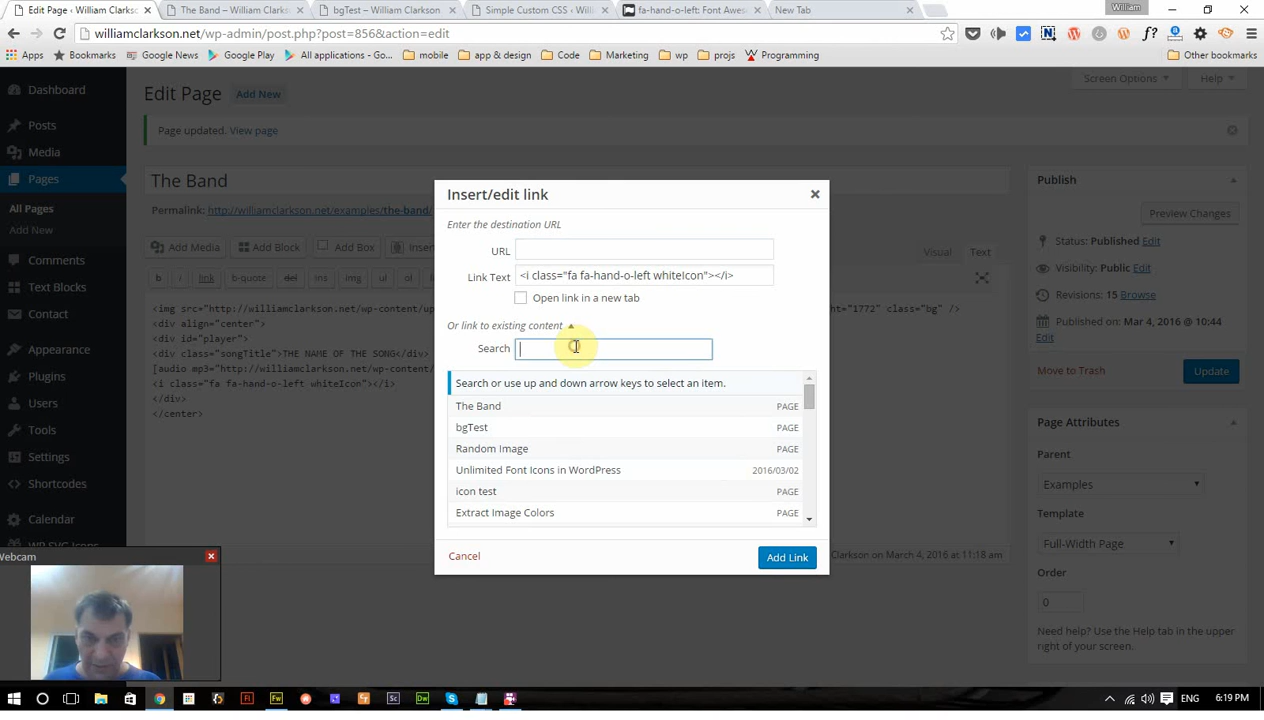 Edit Page ‹ William Clarkso
The Band – William Clarks
bgTest – William Clarkson
Simple Custom CSS ‹ Willia
fa-hand-o-left: Font Aweso
New Tab
William
williamclarkson.net/wp-admin/post.php?post=856&action=edit
Apps Bookmarks Google News Google Play All applications - Go... mobile app & design Code Marketing wp projs Programming Other bookmarks
Screen Options Help
Dashboard
Posts
Media
Pages
All Pages
Add New
Comments
Text Blocks
Contact
Appearance
Plugins
Users
Tools
Settings
Shortcodes
Calendar
WP SVG Icons
Edit Page Add New
Page updated. View page
The Band
Permalink: http://williamclarkson.net/examples/the-band/
Add Media Add Block Add Box Insert
Visual Text
b i link b-quote del ins img ul ol
<img src="http://williamclarkson.net/wp-content/up
ght="1772" class="bg" />
<div align="center">
<div id="player">
<div class="songTitle">THE NAME OF THE SONG</div>
[audio mp3="http://williamclarkson.net/wp-content/
<i class="fa fa-hand-o-left whiteIcon"></i>
</div>
</center>
Clarkson on March 4, 2016 at 11:18 am
Insert/edit link
Enter the destination URL
URL
Link Text <i class="fa fa-hand-o-left whiteIcon"></i>
Open link in a new tab
Or link to existing content
Search
Search or use up and down arrow keys to select an item.
The Band PAGE
bgTest PAGE
Random Image PAGE
Unlimited Font Icons in WordPress 2016/03/02
icon test PAGE
Extract Image Colors PAGE
Cancel Add Link
Publish
Preview Changes
Status: Published Edit
Visibility: Public Edit
Revisions: 15 Browse
Published on: Mar 4, 2016 @ 11:44
Edit
Move to Trash Update
Page Attributes
Parent
Examples
Template
Full-Width Page
Order
0
Need help? Use the Help tab in the upper
right of your screen.
Webcam
ENG 6:19 PM